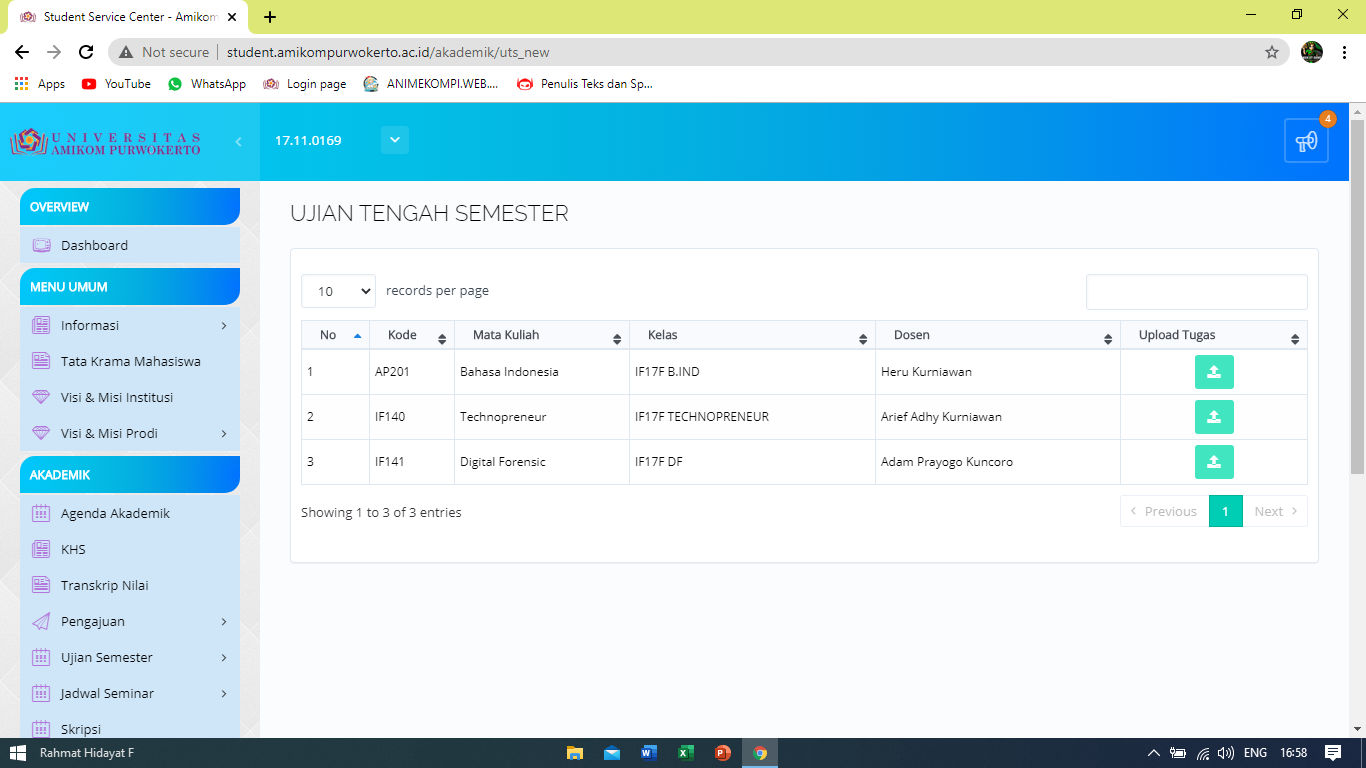 Student Service Center - Amikom
Not secure
student.amikompurwokerto.ac.id/akademik/uts_new
Apps
YouTube
WhatsApp
Login page
ANIMEKOMPI.WEB....
Penulis Teks dan Sp...
UNIVERSITAS
AMIKOM PURWOKERTO
17.11.0169
4
OVERVIEW
Dashboard
MENU UMUM
Informasi
Tata Krama Mahasiswa
Visi & Misi Institusi
Visi & Misi Prodi
AKADEMIK
Agenda Akademik
KHS
Transkrip Nilai
Pengajuan
Ujian Semester
Jadwal Seminar
Skripsi
UJIAN TENGAH SEMESTER
10 records per page
No Kode Mata Kuliah Kelas Dosen Upload Tugas
1 AP201 Bahasa Indonesia IF17F B.IND Heru Kurniawan
2 IF140 Technopreneur IF17F TECHNOPRENEUR Arief Adhy Kurniawan
3 IF141 Digital Forensic IF17F DF Adam Prayogo Kuncoro
Showing 1 to 3 of 3 entries
Previous 1 Next
Rahmat Hidayat F
ENG 16:58